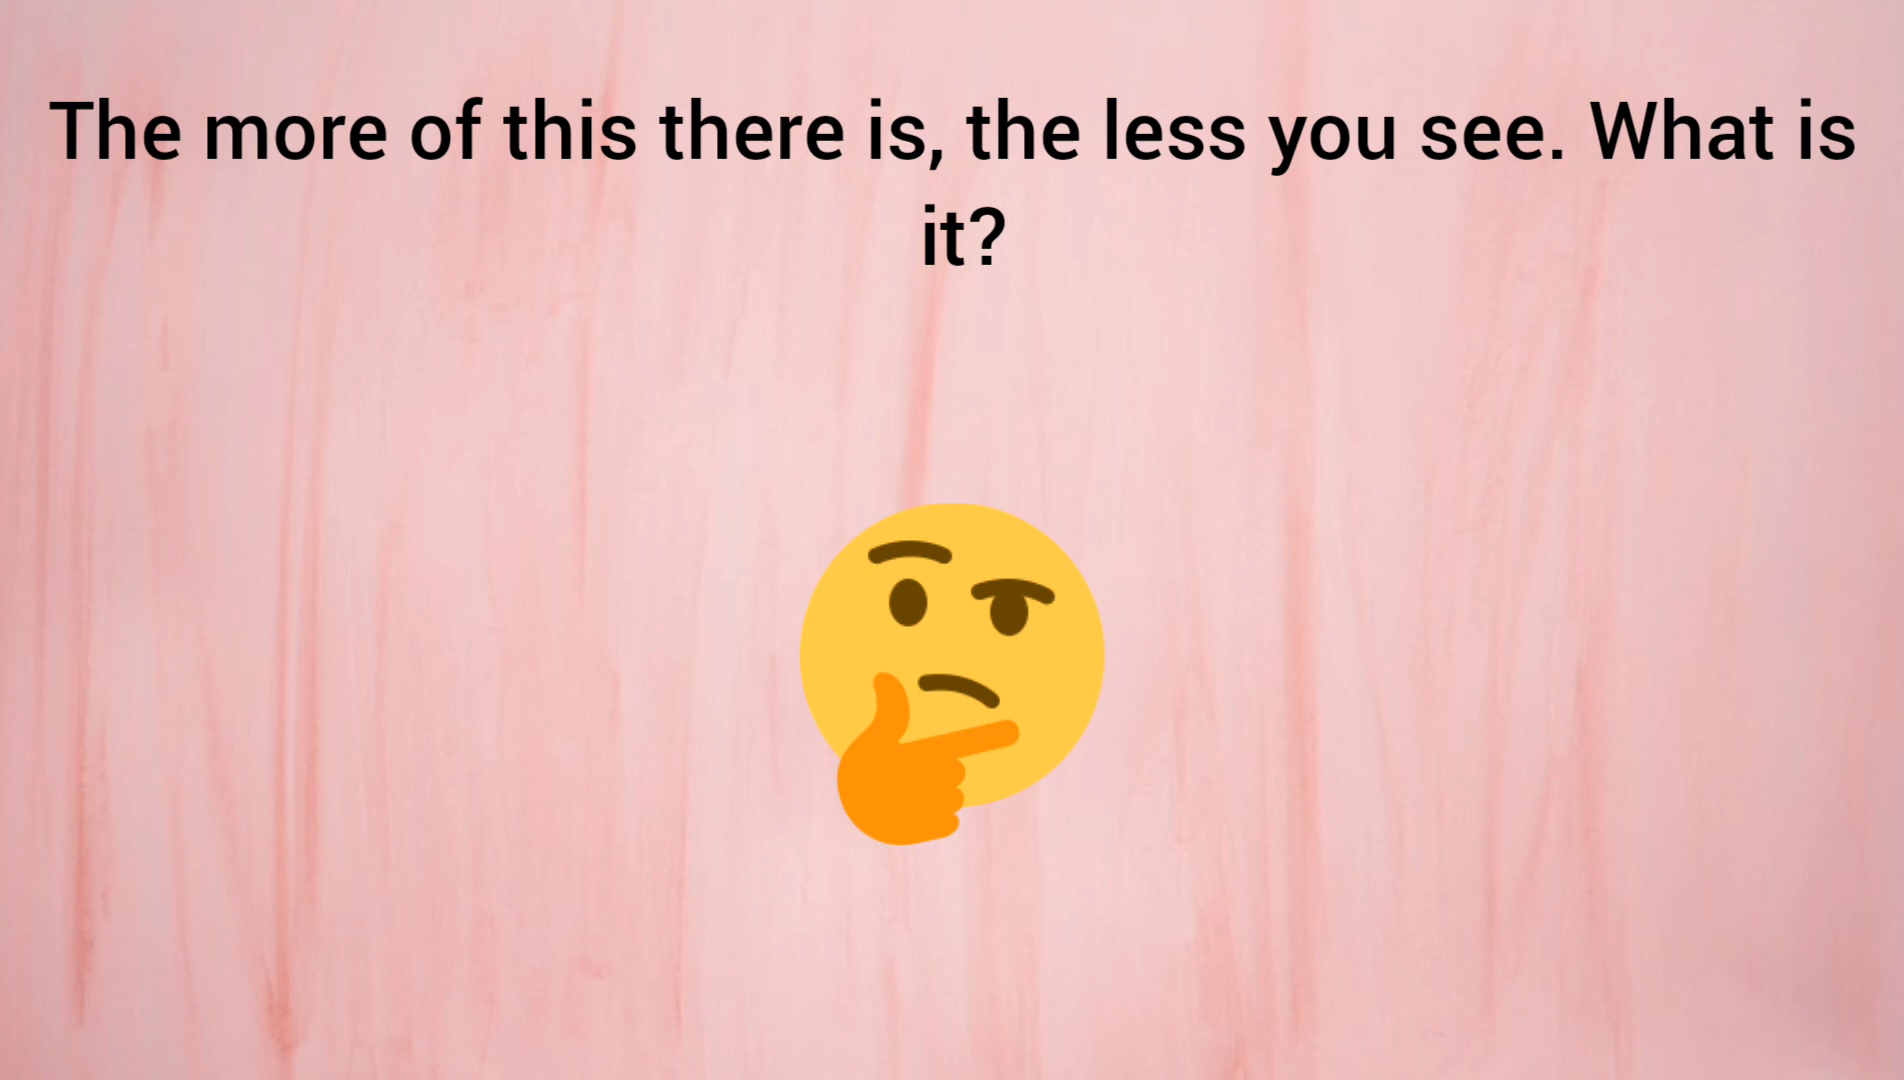 The more of this there is, the less you see. What is
it?